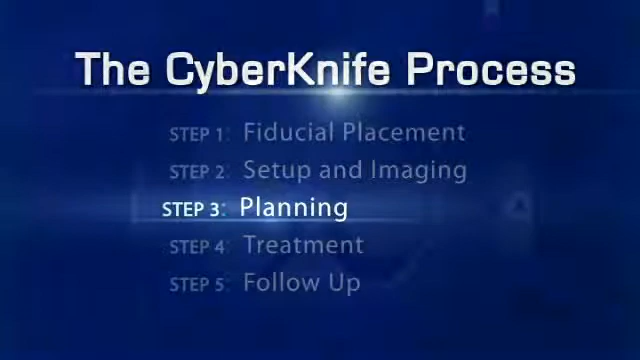 The CyberKnife Process
STEP 1: Fiducial Placement
STEP 2: Setup and Imaging
STEP 3: Planning
STEP 4: Treatment
STEP 5: Follow Up